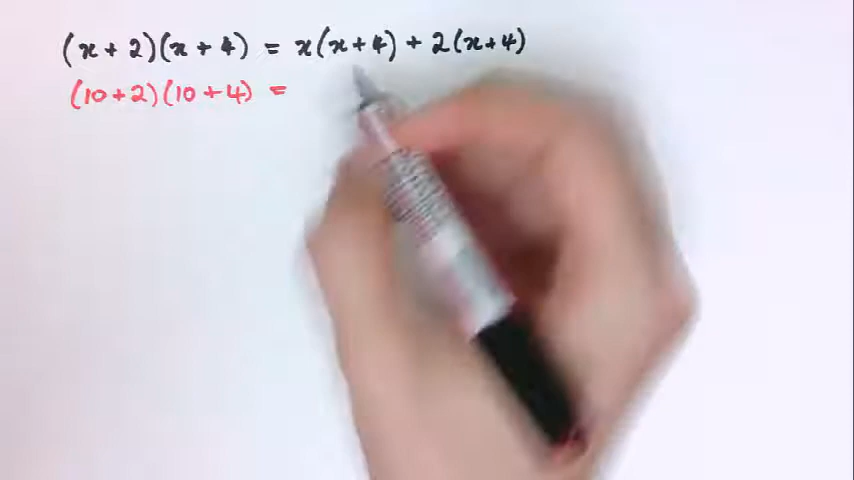 (x + 2)(x + 4) = x(x+4) + 2(x+4)
(10+2)(10+4) =